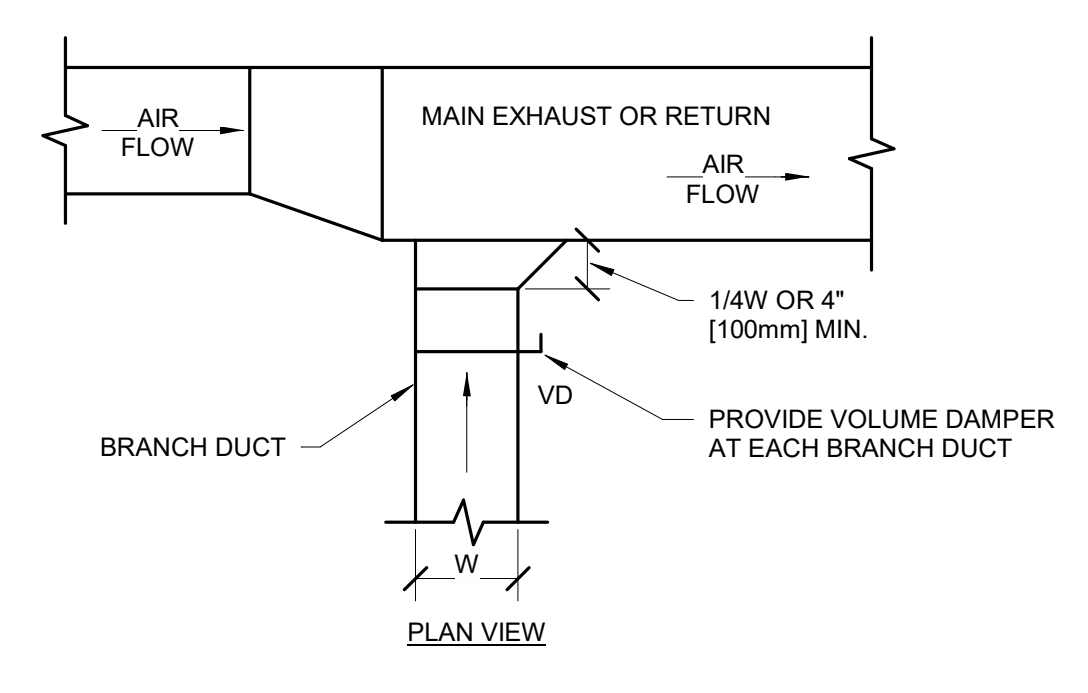 AIR
FLOW
MAIN EXHAUST OR RETURN
AIR
FLOW
1/4W OR 4"
[100mm] MIN.
VD
PROVIDE VOLUME DAMPER
AT EACH BRANCH DUCT
BRANCH DUCT
W
PLAN VIEW